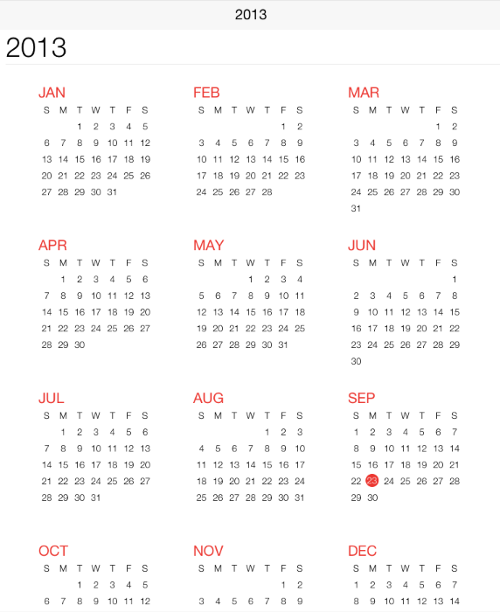 2013
2013
JAN
S M T W T F S
1 2 3 4 5
6 7 8 9 10 11 12
13 14 15 16 17 18 19
20 21 22 23 24 25 26
27 28 29 30 31
FEB
S M T W T F S
1 2
3 4 5 6 7 8 9
10 11 12 13 14 15 16
17 18 19 20 21 22 23
24 25 26 27 28
MAR
S M T W T F S
1 2
3 4 5 6 7 8 9
10 11 12 13 14 15 16
17 18 19 20 21 22 23
24 25 26 27 28 29 30
31
APR
S M T W T F S
1 2 3 4 5 6
7 8 9 10 11 12 13
14 15 16 17 18 19 20
21 22 23 24 25 26 27
28 29 30
MAY
S M T W T F S
1 2 3 4
5 6 7 8 9 10 11
12 13 14 15 16 17 18
19 20 21 22 23 24 25
26 27 28 29 30 31
JUN
S M T W T F S
1
2 3 4 5 6 7 8
9 10 11 12 13 14 15
16 17 18 19 20 21 22
23 24 25 26 27 28 29
30
JUL
S M T W T F S
1 2 3 4 5 6
7 8 9 10 11 12 13
14 15 16 17 18 19 20
21 22 23 24 25 26 27
28 29 30 31
AUG
S M T W T F S
1 2 3
4 5 6 7 8 9 10
11 12 13 14 15 16 17
18 19 20 21 22 23 24
25 26 27 28 29 30 31
SEP
S M T W T F S
1 2 3 4 5 6 7
8 9 10 11 12 13 14
15 16 17 18 19 20 21
22 23 24 25 26 27 28
29 30
OCT
S M T W T F S
1 2 3 4 5
6 7 8 9 10 11 12
NOV
S M T W T F S
1 2
3 4 5 6 7 8 9
DEC
S M T W T F S
1 2 3 4 5 6 7
8 9 10 11 12 13 14